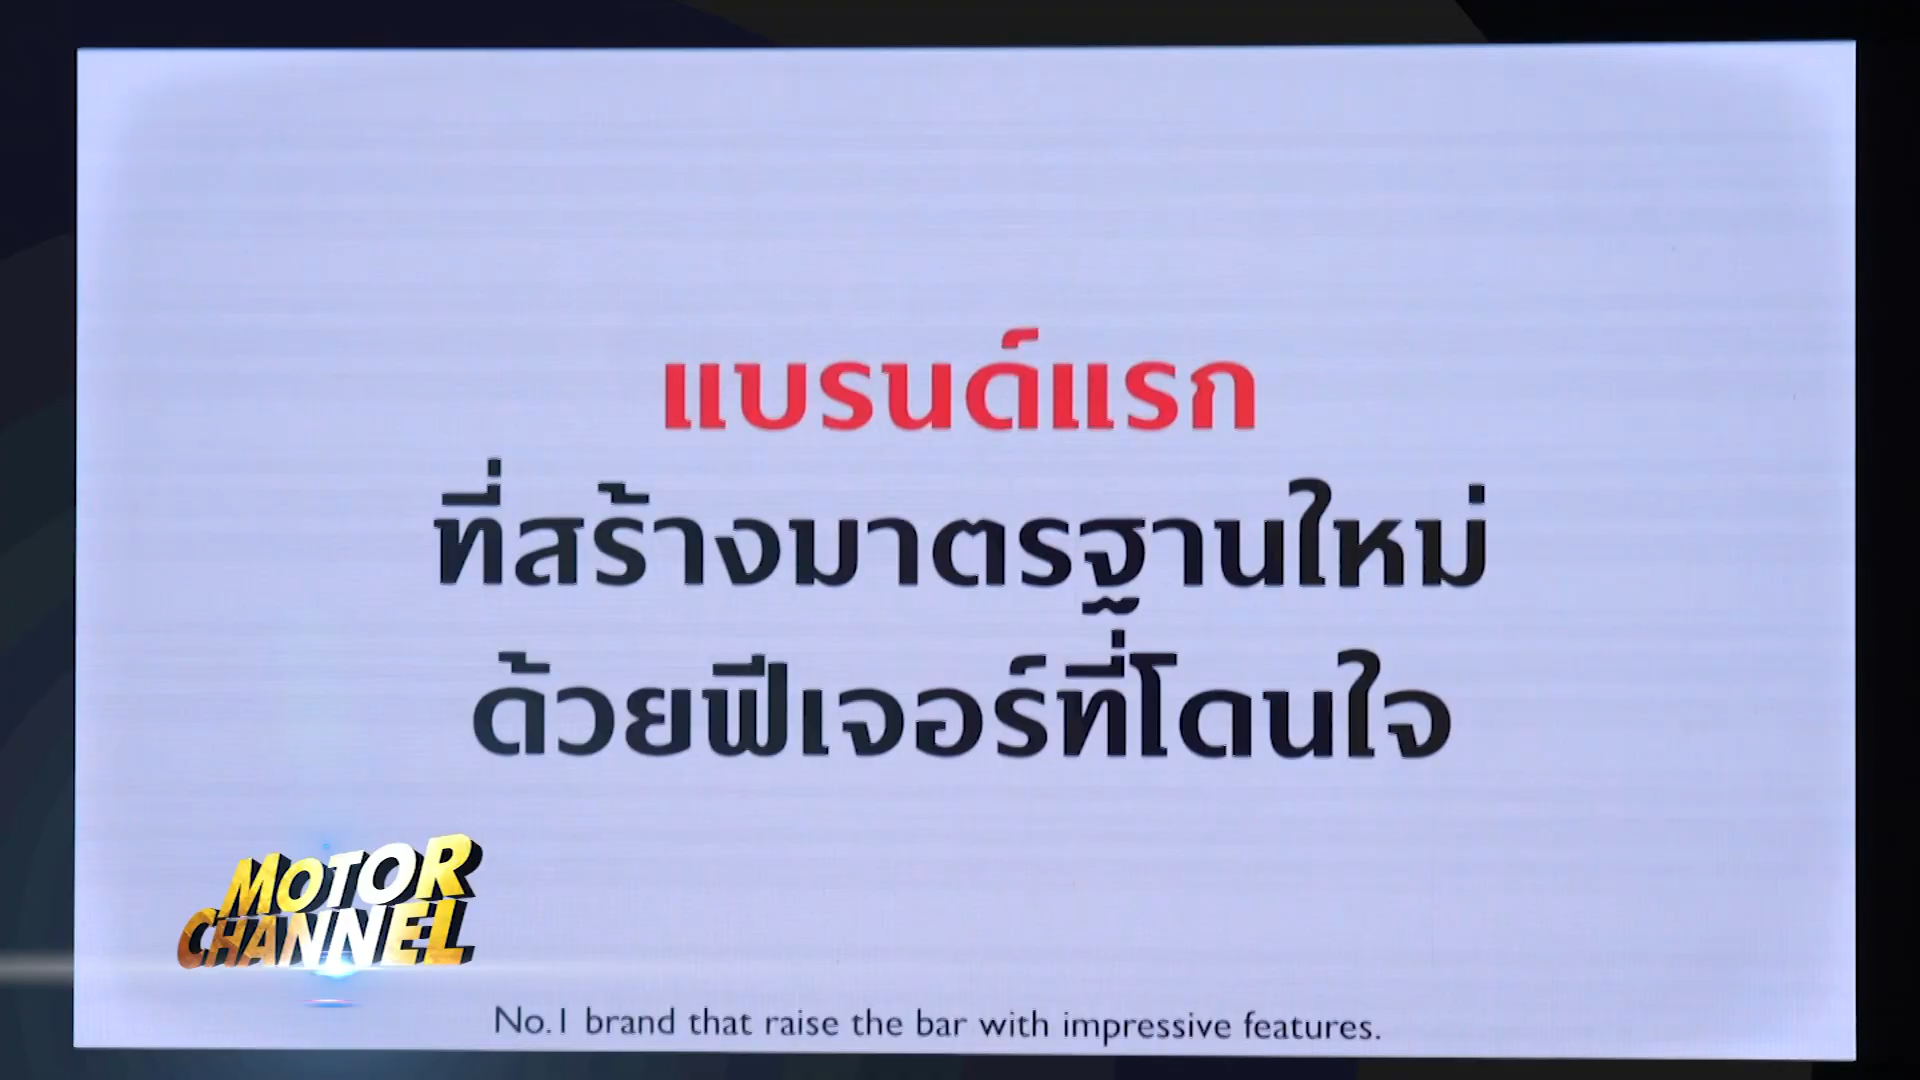 แบรนด์แรก
ที่สร้างมาตรฐานใหม่
ด้วยฟีเจอร์ที่โดนใจ
MOTOR
CHANNEL
No.1 brand that raise the bar with impressive features.